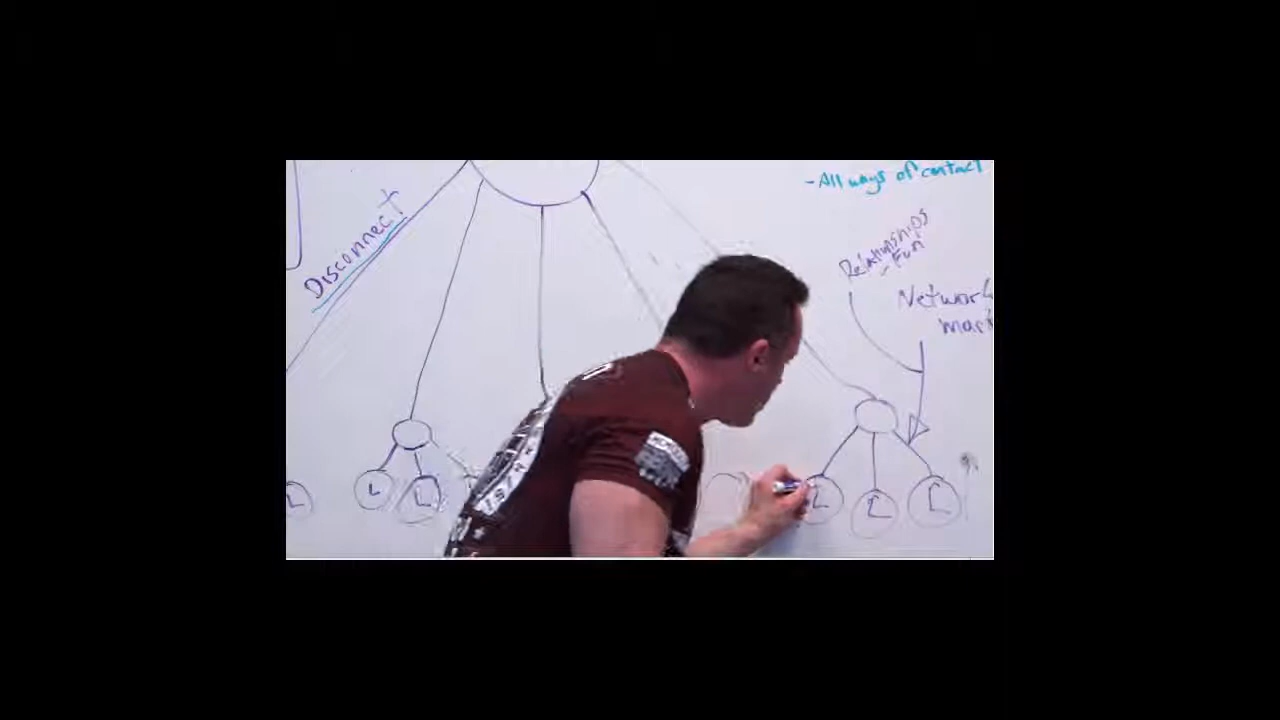 - All ways of contact
Disconnect
Relationships
- Fun
Network
L
L
L
L
L
L